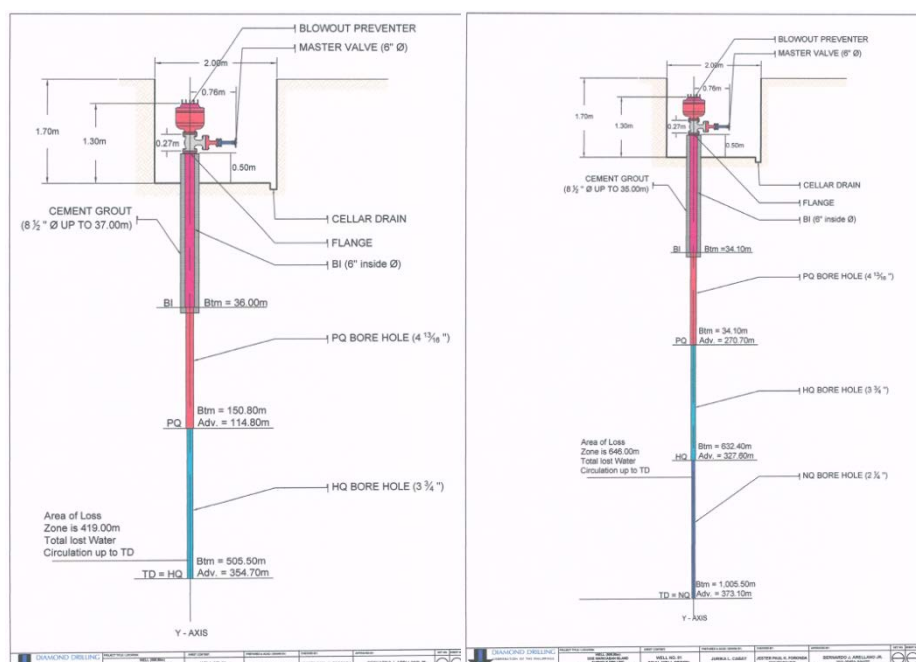 BLOWOUT PREVENTER
MASTER VALVE (6" Ø)
2.00m
0.76m
1.70m
1.30m
0.27m
0.50m
CEMENT GROUT
(8 ½ " Ø UP TO 37.00m)
CELLAR DRAIN
FLANGE
BI (6" inside Ø)
BI Btm = 36.00m
PQ BORE HOLE (4 13/16 ")
Btm = 150.80m
PQ Adv. = 114.80m
HQ BORE HOLE (3 ¾ ")
Area of Loss
Zone is 419.00m
Total lost Water
Circulation up to TD
Btm = 505.50m
TD = HQ Adv. = 354.70m
Y - AXIS
DIAMOND DRILLING
BLOWOUT PREVENTER
MASTER VALVE (6" Ø)
2.00m
0.76m
1.70m
1.30m
0.27m
0.50m
CEMENT GROUT
(8 ½ " Ø UP TO 35.00m)
CELLAR DRAIN
FLANGE
BI (6" inside Ø)
BI Btm =34.10m
PQ BORE HOLE (4 13/16 ")
Btm = 34.10m
PQ Adv. = 270.70m
HQ BORE HOLE (3 ¾ ")
Area of Loss
Zone is 646.00m
Total lost Water
Circulation up to TD
Btm = 632.40m
HQ Adv. = 327.60m
NQ BORE HOLE (2 ¼ ")
Btm = 1,005.50m
TD = NQ Adv. = 373.10m
Y - AXIS
DIAMOND DRILLING